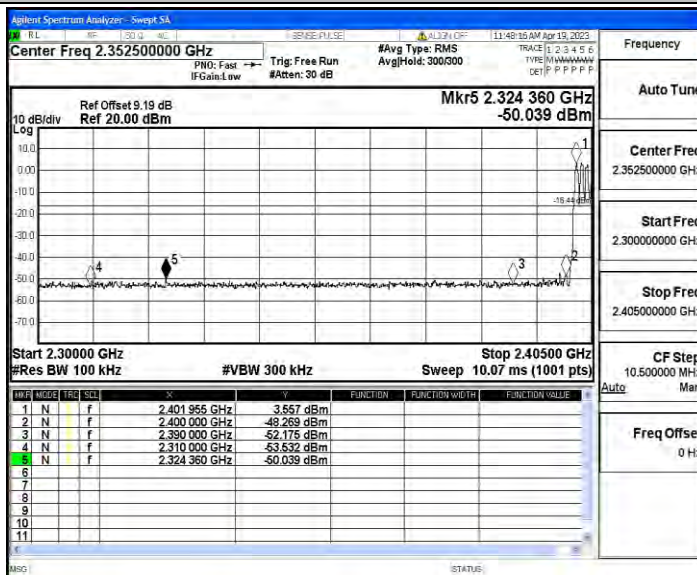 Agilent Spectrum Analyzer - Swept SA
RL RF 50 Ω AC SENSE:PULSE ALIGN OFF 11:48:16 AM Apr 19, 2023
Center Freq 2.352500000 GHz
PNO: Fast
IFGain:Low
Trig: Free Run
#Atten: 30 dB
#Avg Type: RMS
Avg|Hold: 300/300
TRACE 1 2 3 4 5 6
TYPE MWWWWW
DET P P P P P P
Ref Offset 9.19 dB
10 dB/div Ref 20.00 dBm
Log
Mkr5 2.324 360 GHz
-50.039 dBm
10.0
0.00
-10.0
-20.0
-30.0
-40.0
-50.0
-60.0
-70.0
1
2
3
4
5
Start 2.30000 GHz Stop 2.40500 GHz
#Res BW 100 kHz #VBW 300 kHz Sweep 10.07 ms (1001 pts)
MKR MODE TRC SCL X Y FUNCTION FUNCTION WIDTH FUNCTION VALUE
1 N f 2.401 955 GHz 3.557 dBm
2 N f 2.400 000 GHz -48.269 dBm
3 N f 2.390 000 GHz -52.175 dBm
4 N f 2.310 000 GHz -53.532 dBm
5 N f 2.324 360 GHz -50.039 dBm
6
7
8
9
10
11
MSG STATUS
Frequency
Auto Tune
Center Freq
2.352500000 GHz
Start Freq
2.300000000 GHz
Stop Freq
2.405000000 GHz
CF Step
10.500000 MHz
Auto Man
Freq Offset
0 Hz